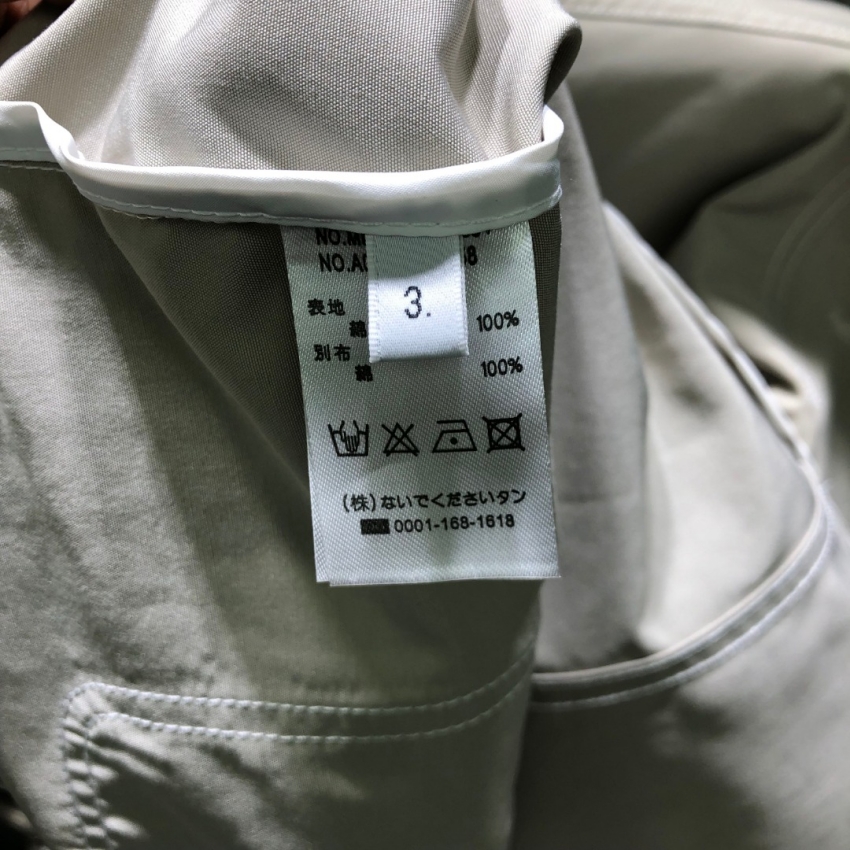 3.
表地
綿 100%
別布
綿 100%
(株)ないでくださいタン
0001-168-1618